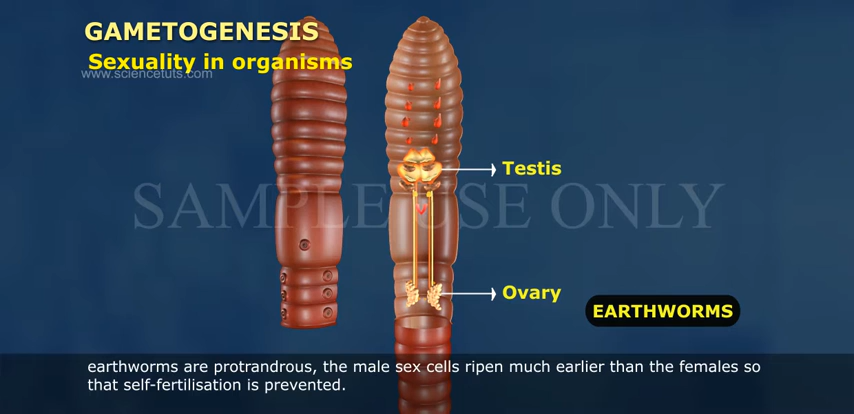 GAMETOGENESIS
Sexuality in organisms
www.sciencetuts.com
Testis
SAMPLE USE ONLY
Ovary
EARTHWORMS
earthworms are protrandrous, the male sex cells ripen much earlier than the females so
that self-fertilisation is prevented.